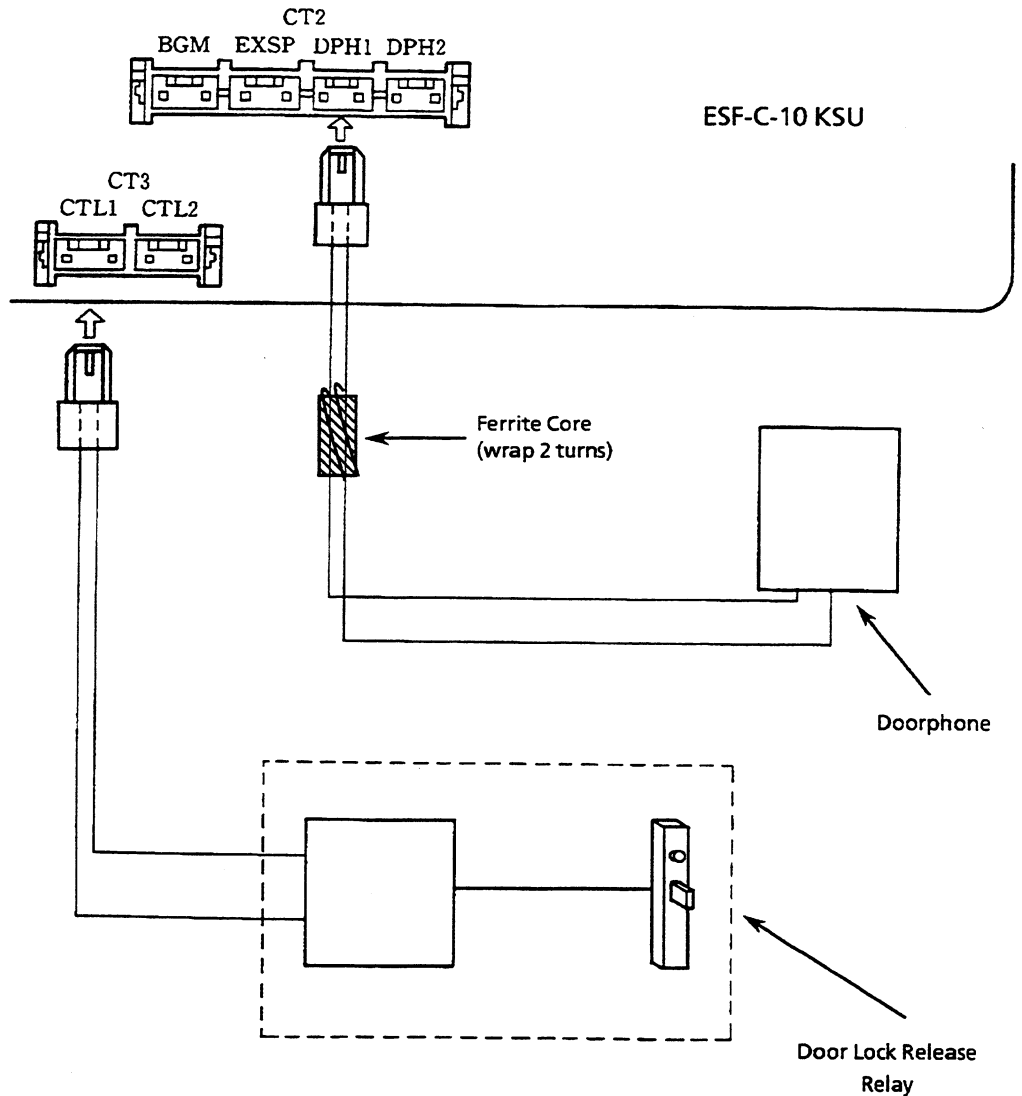 CT2
BGM EXSP DPH1 DPH2
ESF-C-10 KSU
CT3
CTL1 CTL2
Ferrite Core
(wrap 2 turns)
Doorphone
Door Lock Release
Relay